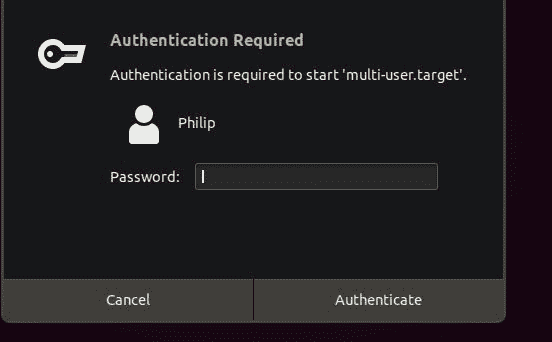 Authentication Required
Authentication is required to start 'multi-user.target'.
Philip
Password:
Cancel Authenticate